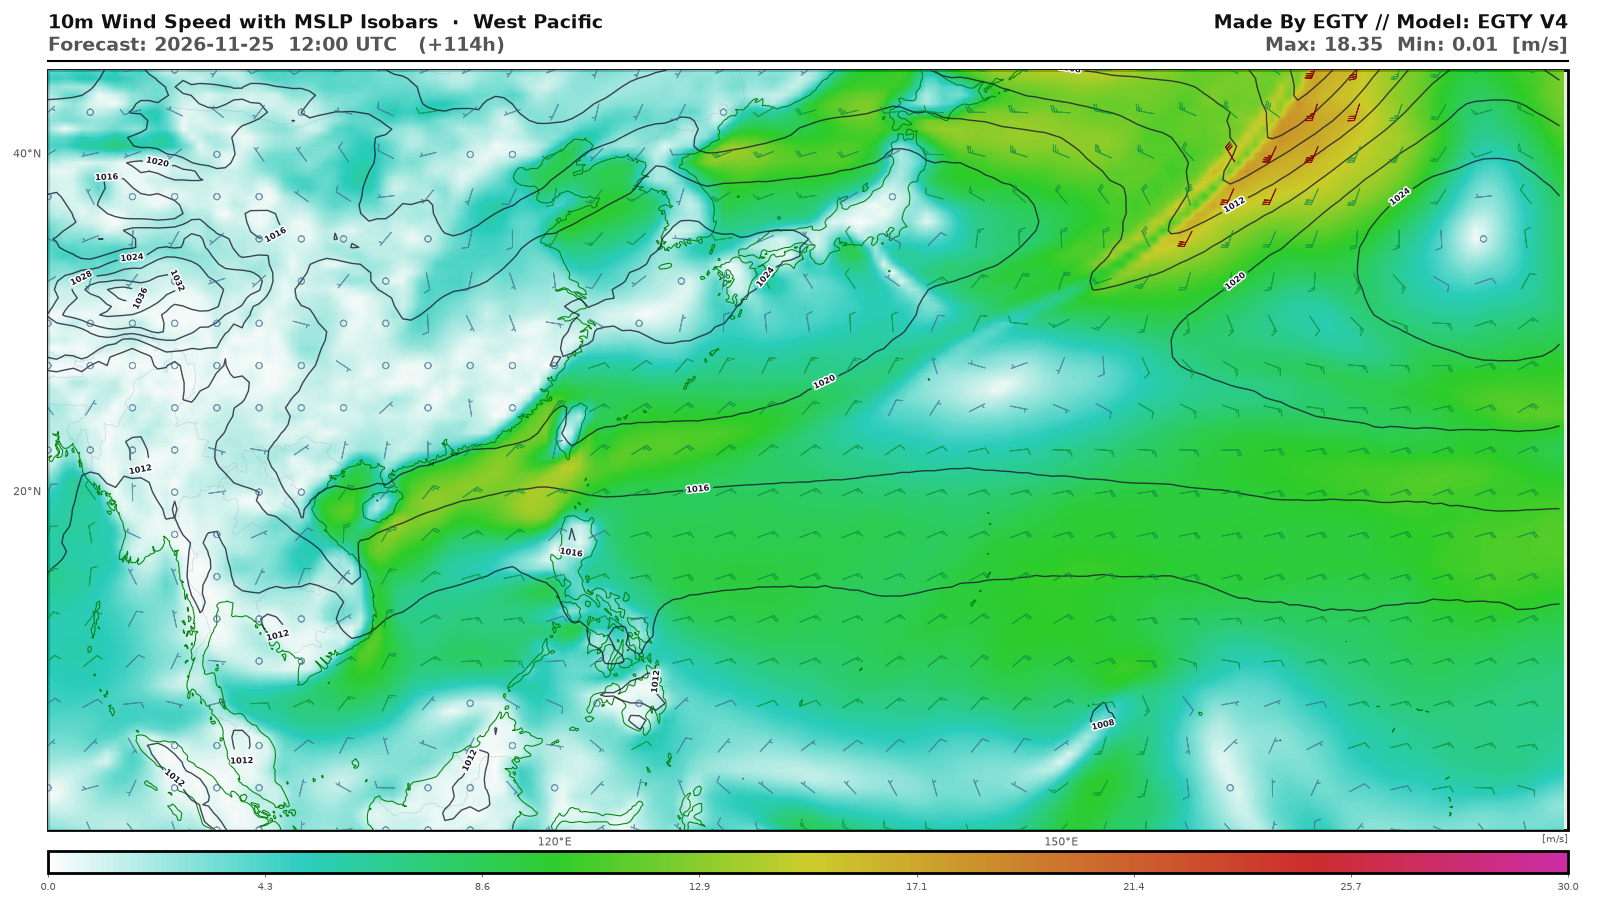 10m Wind Speed with MSLP Isobars · West Pacific
Made By EGTY // Model: EGTY V4
Forecast: 2026-11-25 12:00 UTC (+114h)
Max: 18.35 Min: 0.01 [m/s]
40°N
20°N
1020
1016
1016
1024
1028
1032
1036
1012
1024
1024
1020
1020
1012
1016
1016
1012
1012
1008
1012
1012
1012
120°E
150°E
[m/s]
0.0 4.3 8.6 12.9 17.1 21.4 25.7 30.0